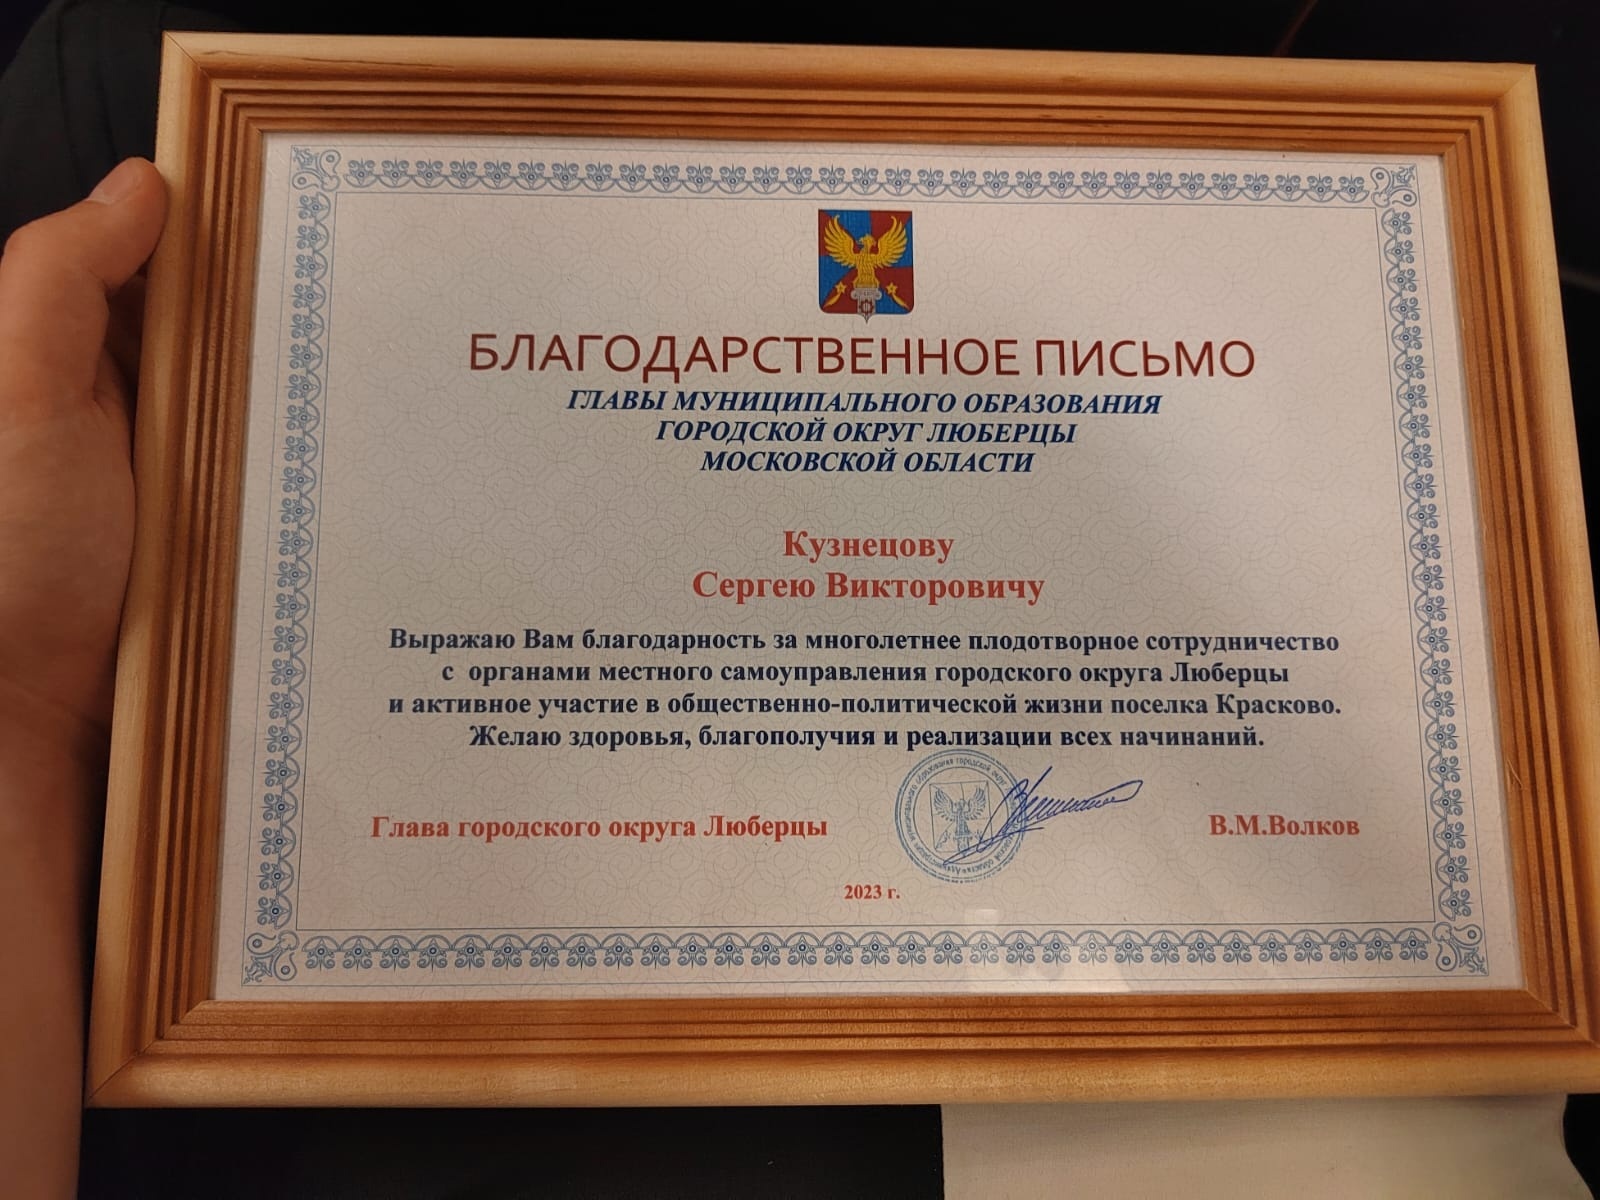 БЛАГОДАРСТВЕННОЕ ПИСЬМО
ГЛАВЫ МУНИЦИПАЛЬНОГО ОБРАЗОВАНИЯ
ГОРОДСКОЙ ОКРУГ ЛЮБЕРЦЫ
МОСКОВСКОЙ ОБЛАСТИ
Кузнецову
Сергею Викторовичу
Выражаю Вам благодарность за многолетнее плодотворное сотрудничество
с органами местного самоуправления городского округа Люберцы
и активное участие в общественно-политической жизни поселка Красково.
Желаю здоровья, благополучия и реализации всех начинаний.
Глава городского округа Люберцы
В.М.Волков
2023 г.